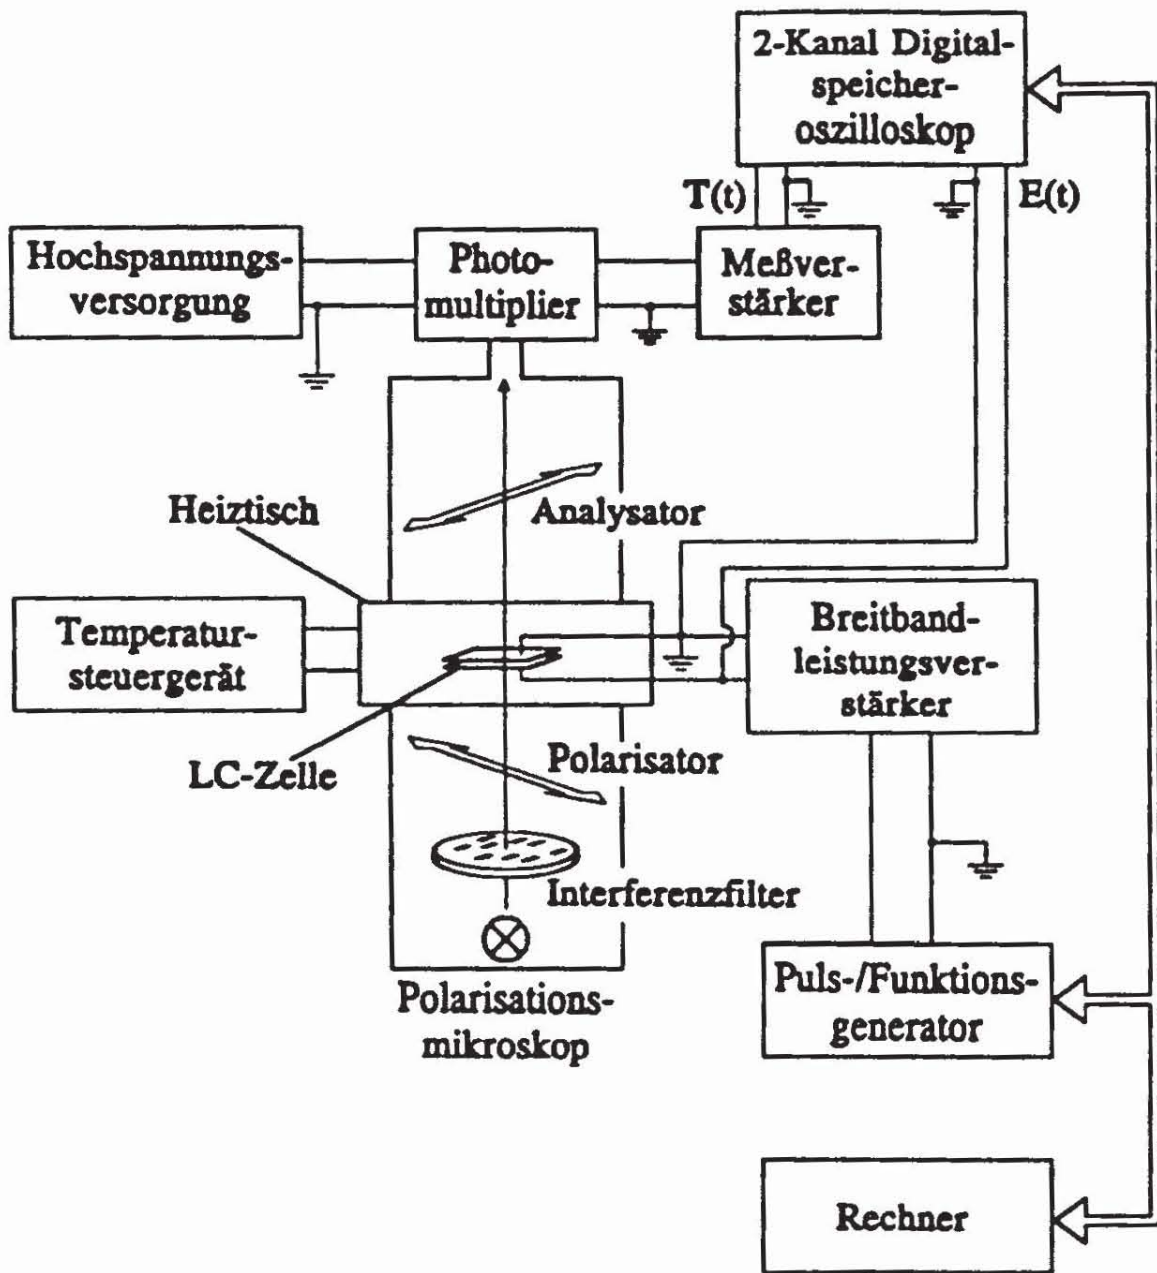 2-Kanal Digital-
speicher-
oszilloskop
T(t)
E(t)
Hochspannungs-
versorgung
Photo-
multiplier
Meßver-
stärker
Heiztisch
Analysator
Temperatur-
steuergerät
Breitband-
leistungsver-
stärker
LC-Zelle
Polarisator
Interferenzfilter
Polarisations-
mikroskop
Puls-/Funktions-
generator
Rechner